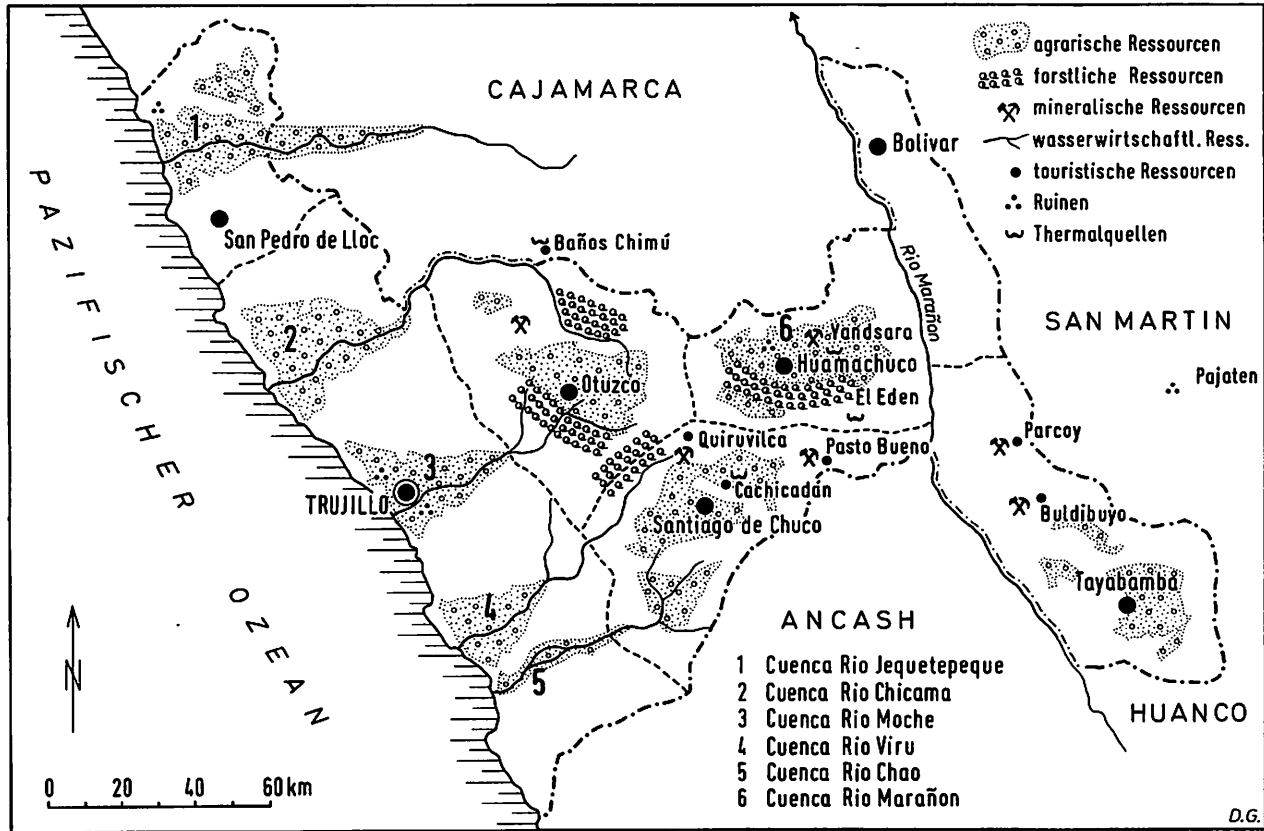 CAJAMARCA
agrarische Ressourcen
forstliche Ressourcen
mineralische Ressourcen
wasserwirtschaftl. Ress.
touristische Ressourcen
Ruinen
Thermalquellen
Bolivar
1
PAZIFISCHER OZEAN
San Pedro de Lloc
Baños Chimú
Rio Marañon
SAN MARTIN
2
6
Yandsara
Huamachuco
Pajaten
Otuzco
El Eden
Quiruvilca
Pasto Bueno
Parcoy
3
TRUJILLO
Cachicadán
Santiago de Chuco
Buldibuyo
Tayabamba
4
5
ANCASH
1 Cuenca Rio Jequetepeque
2 Cuenca Rio Chicama
3 Cuenca Rio Moche
4 Cuenca Rio Viru
5 Cuenca Rio Chao
6 Cuenca Rio Marañon
HUANCO
N
0 20 40 60 km
D.G.